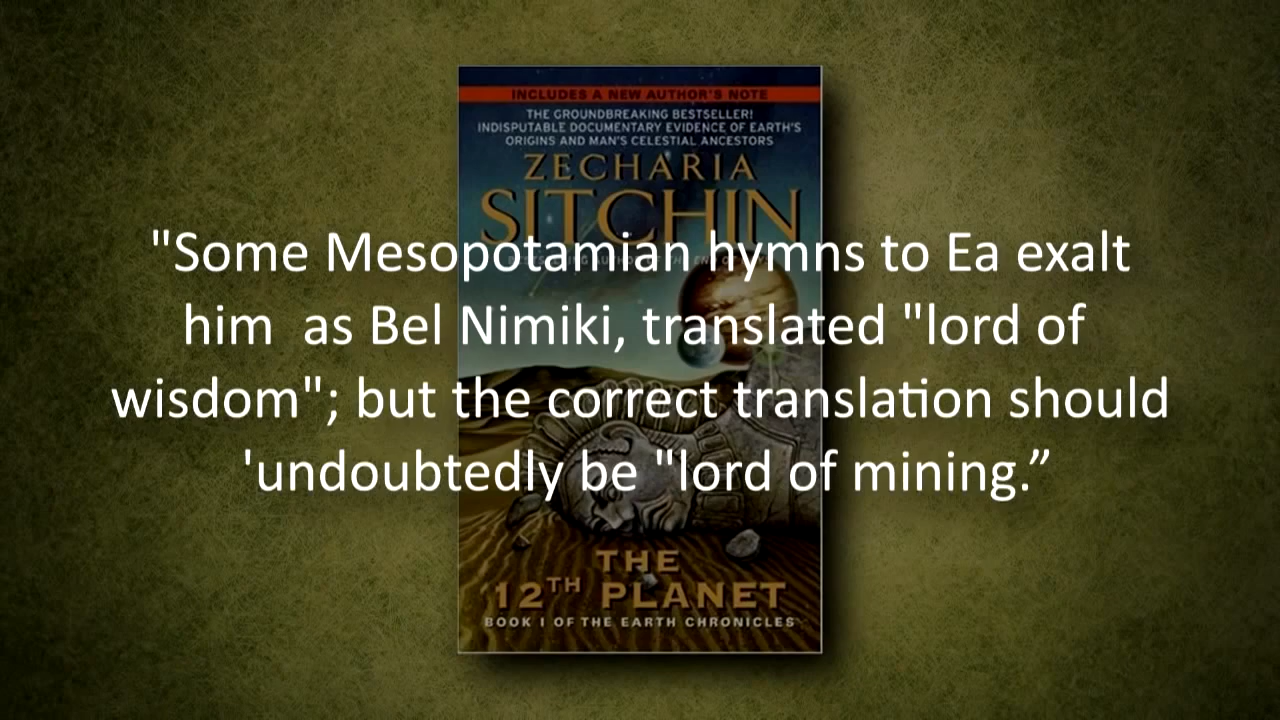 INCLUDES A NEW AUTHOR'S NOTE
THE GROUNDBREAKING BESTSELLER!
INDISPUTABLE DOCUMENTARY EVIDENCE OF EARTH'S
ORIGINS AND MAN'S CELESTIAL ANCESTORS
ZECHARIA
SITCHIN
"Some Mesopotamian hymns to Ea exalt
him as Bel Nimiki, translated "lord of
wisdom"; but the correct translation should
'undoubtedly be "lord of mining.”
THE
12TH PLANET
BOOK I OF THE EARTH CHRONICLES